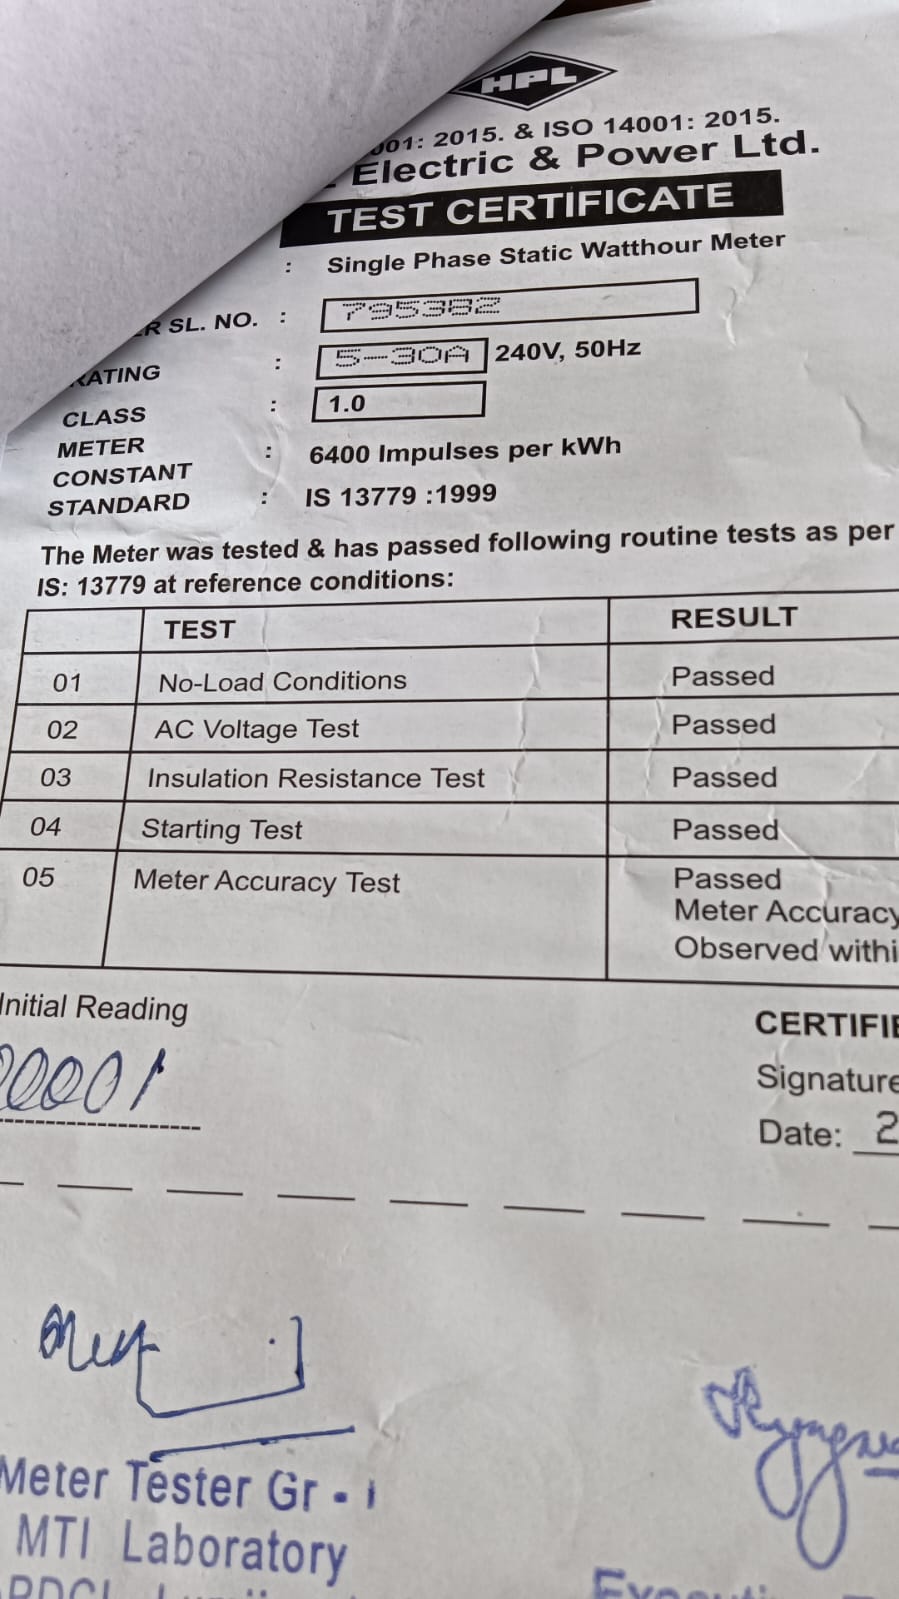 HPL
001: 2015. & ISO 14001: 2015.
Electric & Power Ltd.
TEST CERTIFICATE
: Single Phase Static Watthour Meter
R SL. NO. : 795382
RATING : 5-30A 240V, 50Hz
CLASS : 1.0
METER
CONSTANT : 6400 Impulses per kWh
STANDARD : IS 13779 :1999
The Meter was tested & has passed following routine tests as per
IS: 13779 at reference conditions:
TEST RESULT
01 No-Load Conditions Passed
02 AC Voltage Test Passed
03 Insulation Resistance Test Passed
04 Starting Test Passed
05 Meter Accuracy Test Passed
Meter Accuracy
Observed withi
Initial Reading
00001
CERTIFIE
Signature
Date: 2
Meter Tester Gr - I
MTI Laboratory